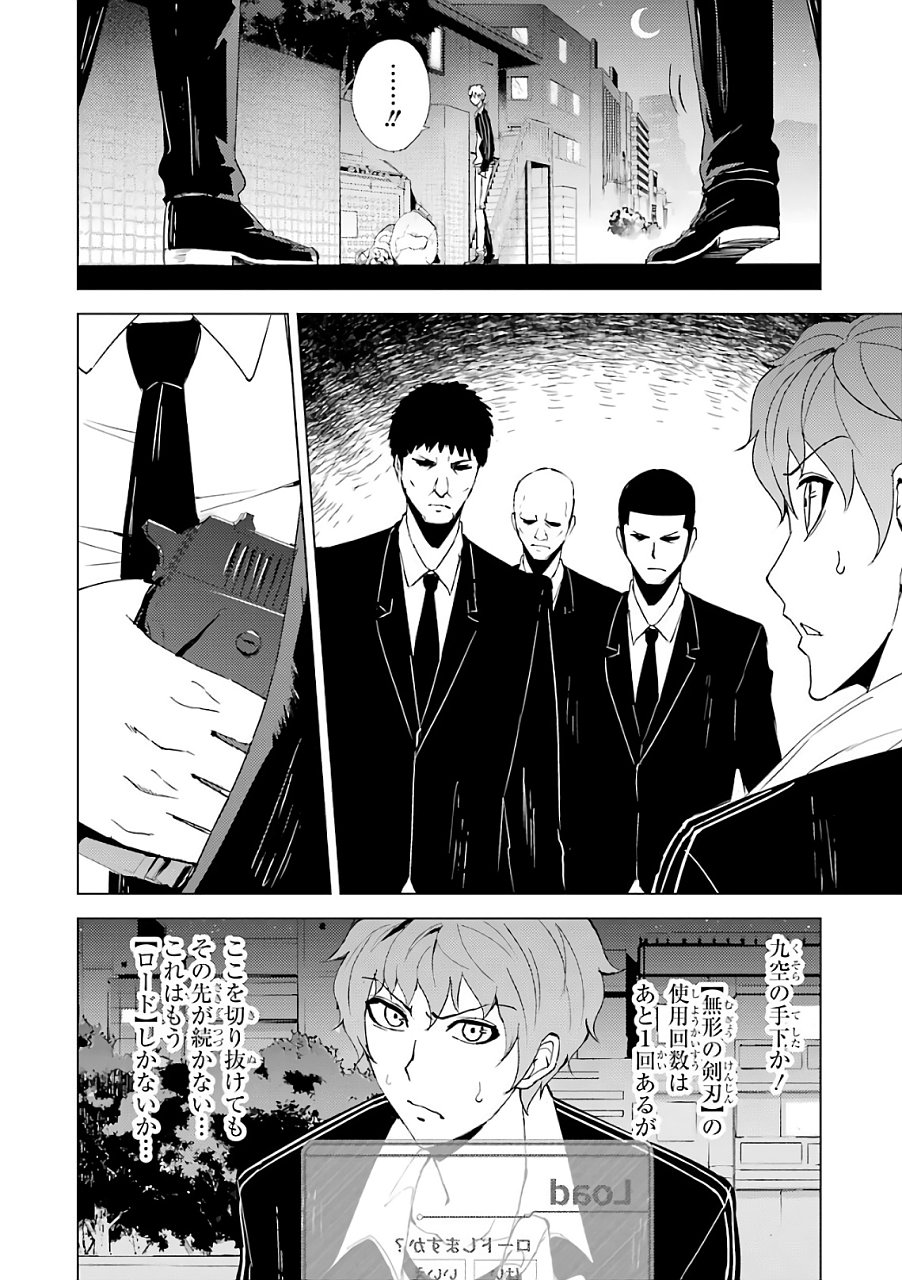 ……!!
九空の手下か！
【無形の剣刃】の
使用回数は
あと1回あるが
――
ここを切り抜けても
その先が続かない…
これはもう
【ロード】しかないか…
Load
ロードしますか？
はい
いいえ